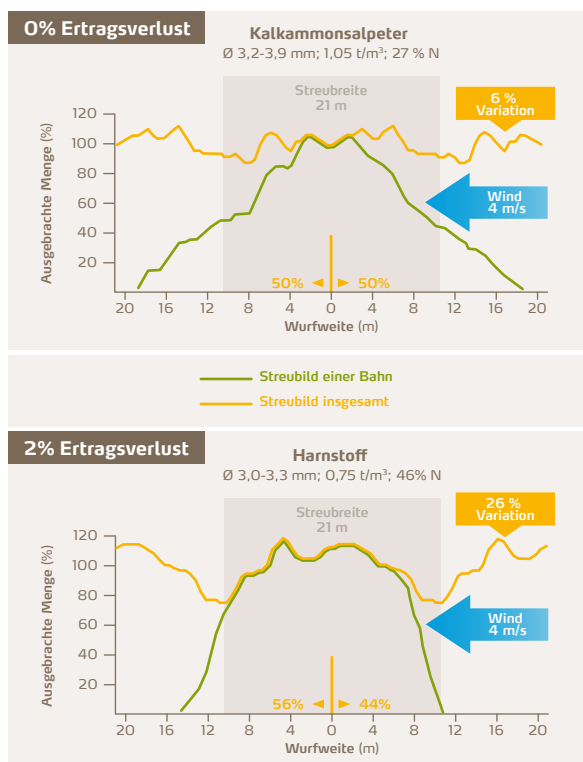 0% Ertragsverlust
Kalkammonsalpeter
Ø 3,2-3,9 mm; 1,05 t/m³; 27 % N
Streubreite
21 m
6 %
Variation
Wind
4 m/s
Ausgebrachte Menge (%)
120
100
80
60
40
20
50% 50%
20 16 12 8 4 0 4 8 12 16 20
Wurfweite (m)
Streubild einer Bahn
Streubild insgesamt
2% Ertragsverlust
Harnstoff
Ø 3,0-3,3 mm; 0,75 t/m³; 46% N
Streubreite
21 m
26 %
Variation
Wind
4 m/s
Ausgebrachte Menge (%)
120
100
80
60
40
20
56% 44%
20 16 12 8 4 0 4 8 12 16 20
Wurfweite (m)